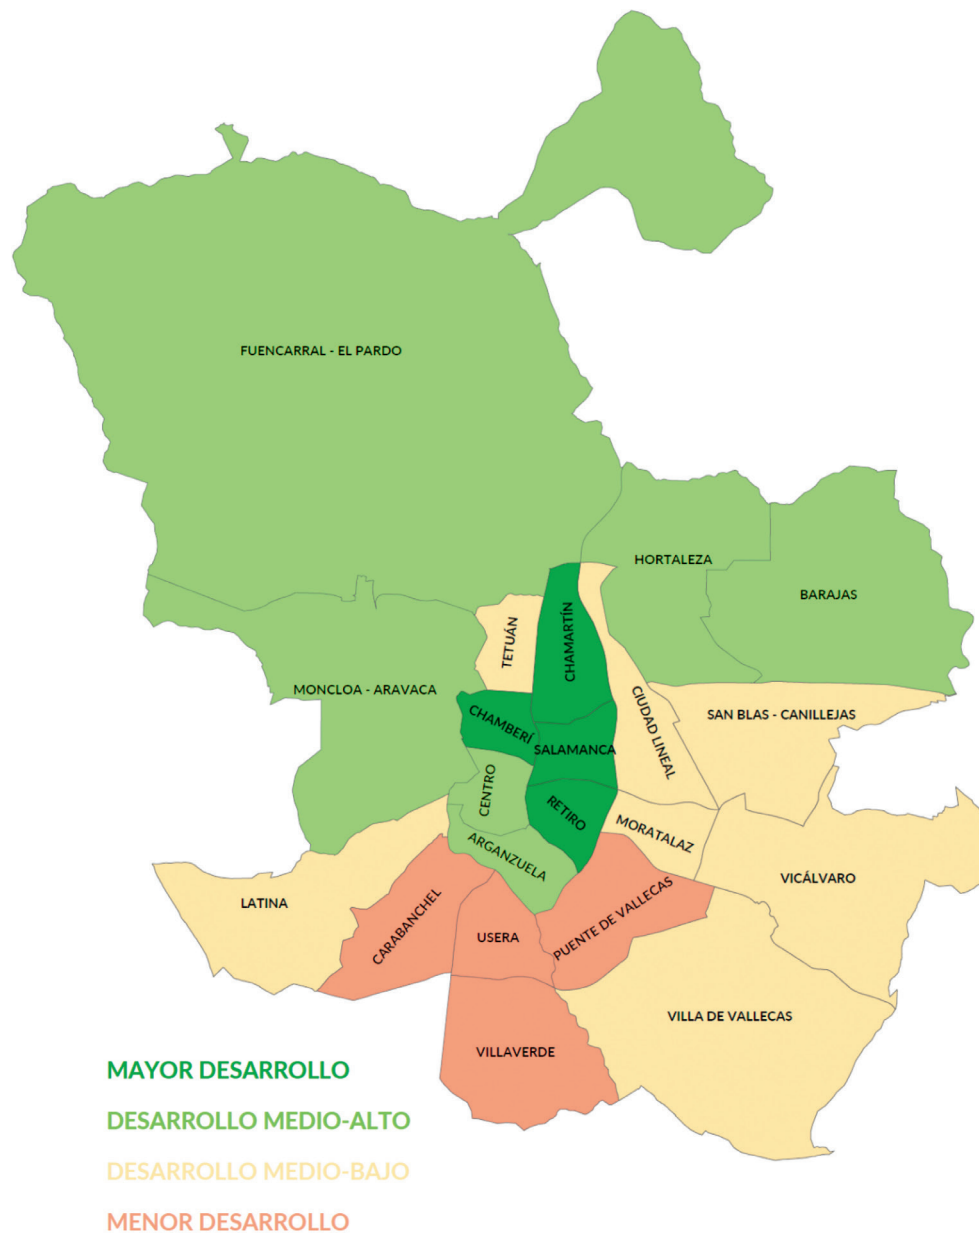 FUENCARRAL - EL PARDO
HORTALEZA
BARAJAS
TETUÁN
CHAMARTÍN
MONCLOA - ARAVACA
CHAMBERÍ
SALAMANCA
CIUDAD LINEAL
SAN BLAS - CANILLEJAS
CENTRO
RETIRO
MORATALAZ
ARGANZUELA
VICÁLVARO
LATINA
CARABANCHEL
USERA
PUENTE DE VALLECAS
VILLA DE VALLECAS
VILLAVERDE
MAYOR DESARROLLO
DESARROLLO MEDIO-ALTO
DESARROLLO MEDIO-BAJO
MENOR DESARROLLO